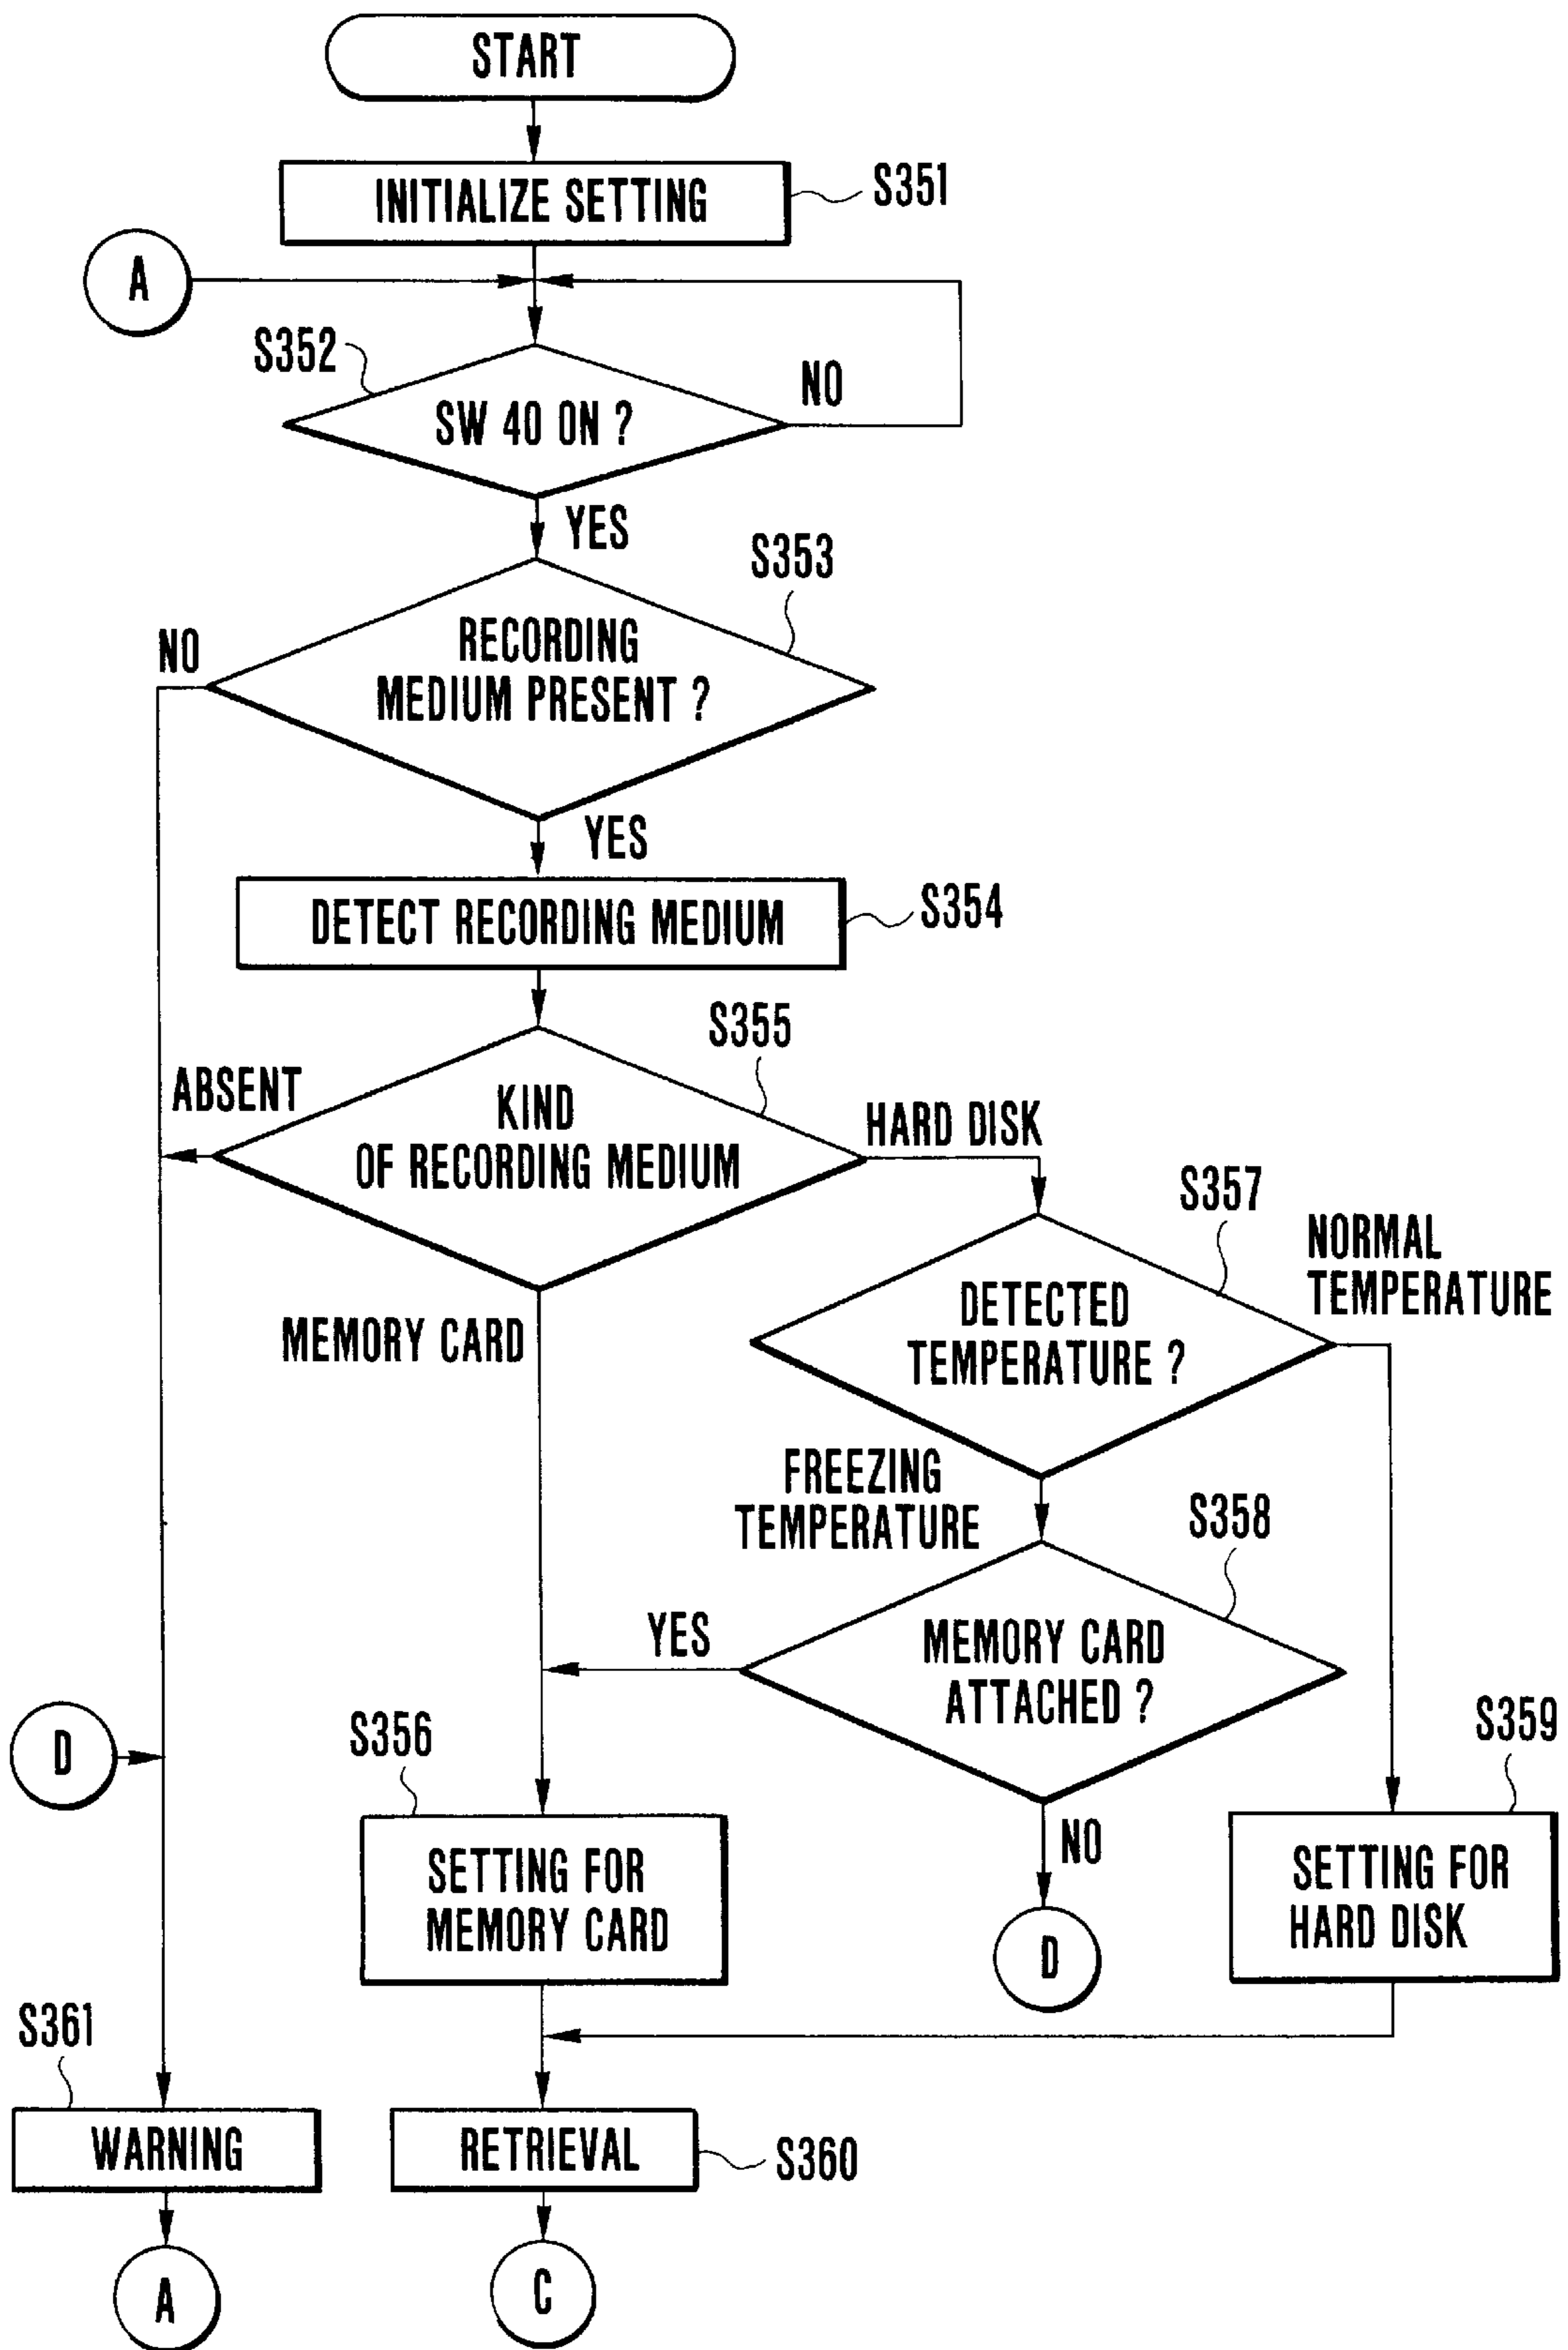 START
INITIALIZE SETTING
S351
A
S352
SW 40 ON ?
NO
YES
S353
NO
RECORDING
MEDIUM PRESENT ?
YES
DETECT RECORDING MEDIUM
S354
S355
ABSENT
KIND
OF RECORDING MEDIUM
HARD DISK
S357
NORMAL
TEMPERATURE
DETECTED
TEMPERATURE ?
MEMORY CARD
FREEZING
TEMPERATURE
S358
YES
MEMORY CARD
ATTACHED ?
D
S356
S359
NO
SETTING FOR
MEMORY CARD
SETTING FOR
HARD DISK
D
S361
WARNING
RETRIEVAL
S360
A
C